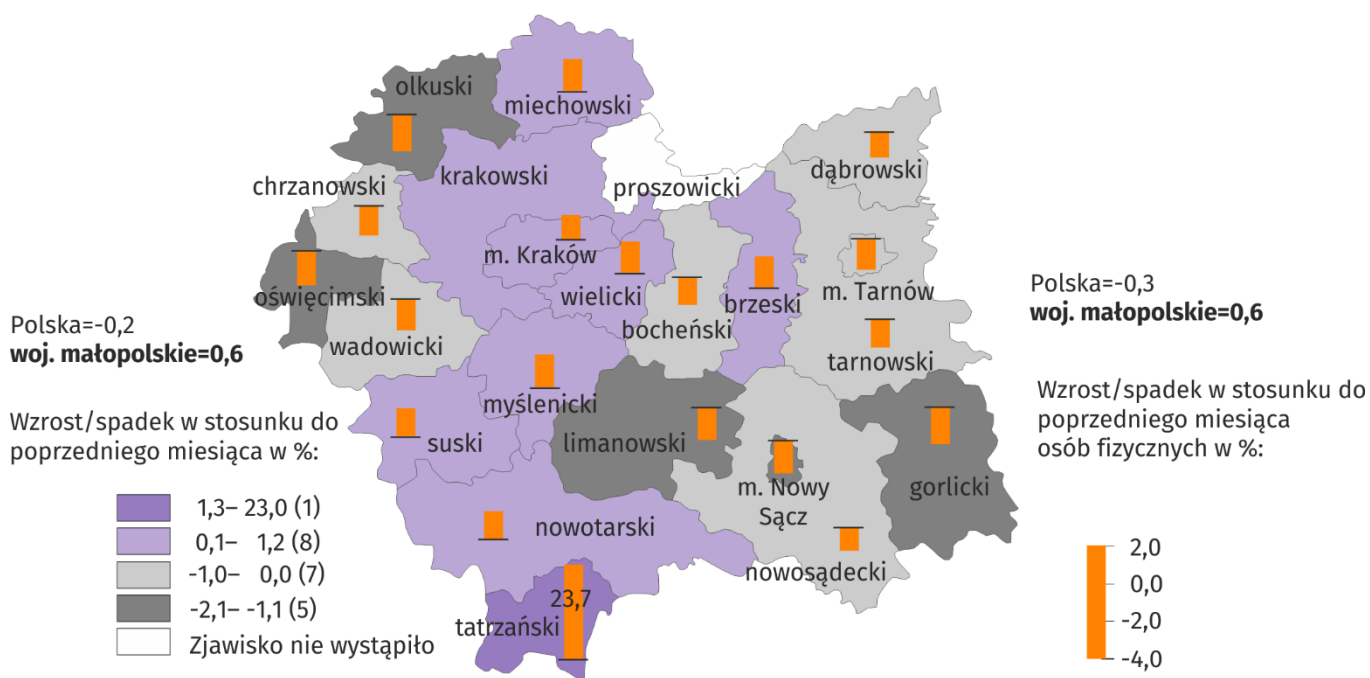 olkuski
miechowski
chrzanowski
krakowski
proszowicki
dąbrowski
m. Kraków
oświęcimski
wielicki
bocheński
brzeski
m. Tarnów
wadowicki
tarnowski
Polska=-0,2
woj. małopolskie=0,6
Polska=-0,3
woj. małopolskie=0,6
suski
myślenicki
limanowski
m. Nowy
Sącz
gorlicki
nowotarski
nowosądecki
23,7
tatrzański
Wzrost/spadek w stosunku do
poprzedniego miesiąca w %:
1,3– 23,0 (1)
0,1– 1,2 (8)
-1,0– 0,0 (7)
-2,1– -1,1 (5)
Zjawisko nie wystąpiło
Wzrost/spadek w stosunku do
poprzedniego miesiąca
osób fizycznych w %:
2,0
0,0
-2,0
-4,0